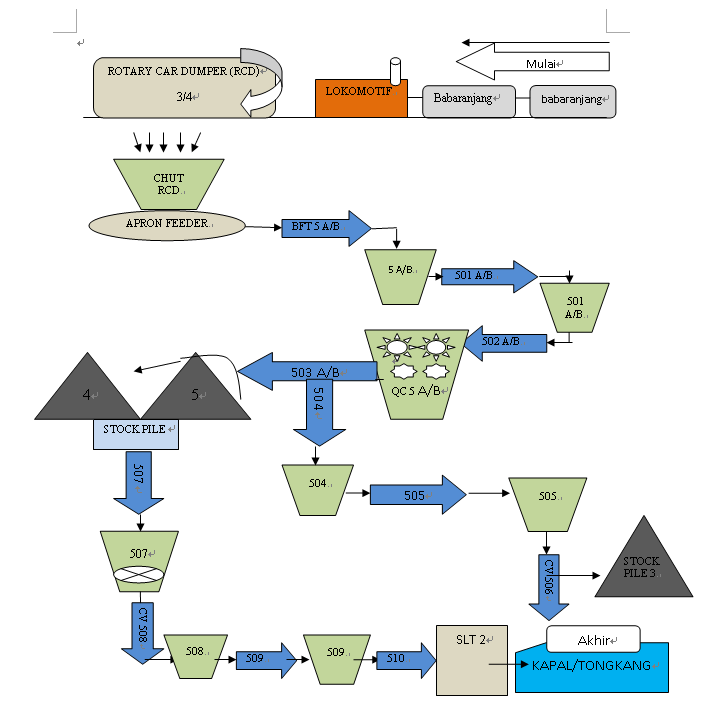 Mulai
ROTARY CAR DUMPER (RCD)
3/4
LOKOMOTIF
Babaranjang
babaranjang
CHUT
RCD
APRON FEEDER
BFT 5 A/B
5 A/B
501 A/B
501
A/B
502 A/B
QC 5 A/B
503 A/B
504
4
5
STOCK PILE
507
504
505
505
507
STOCK
PILE 3
CV 506
CV 508
508
509
509
510
SLT 2
Akhir
KAPAL/TONGKANG